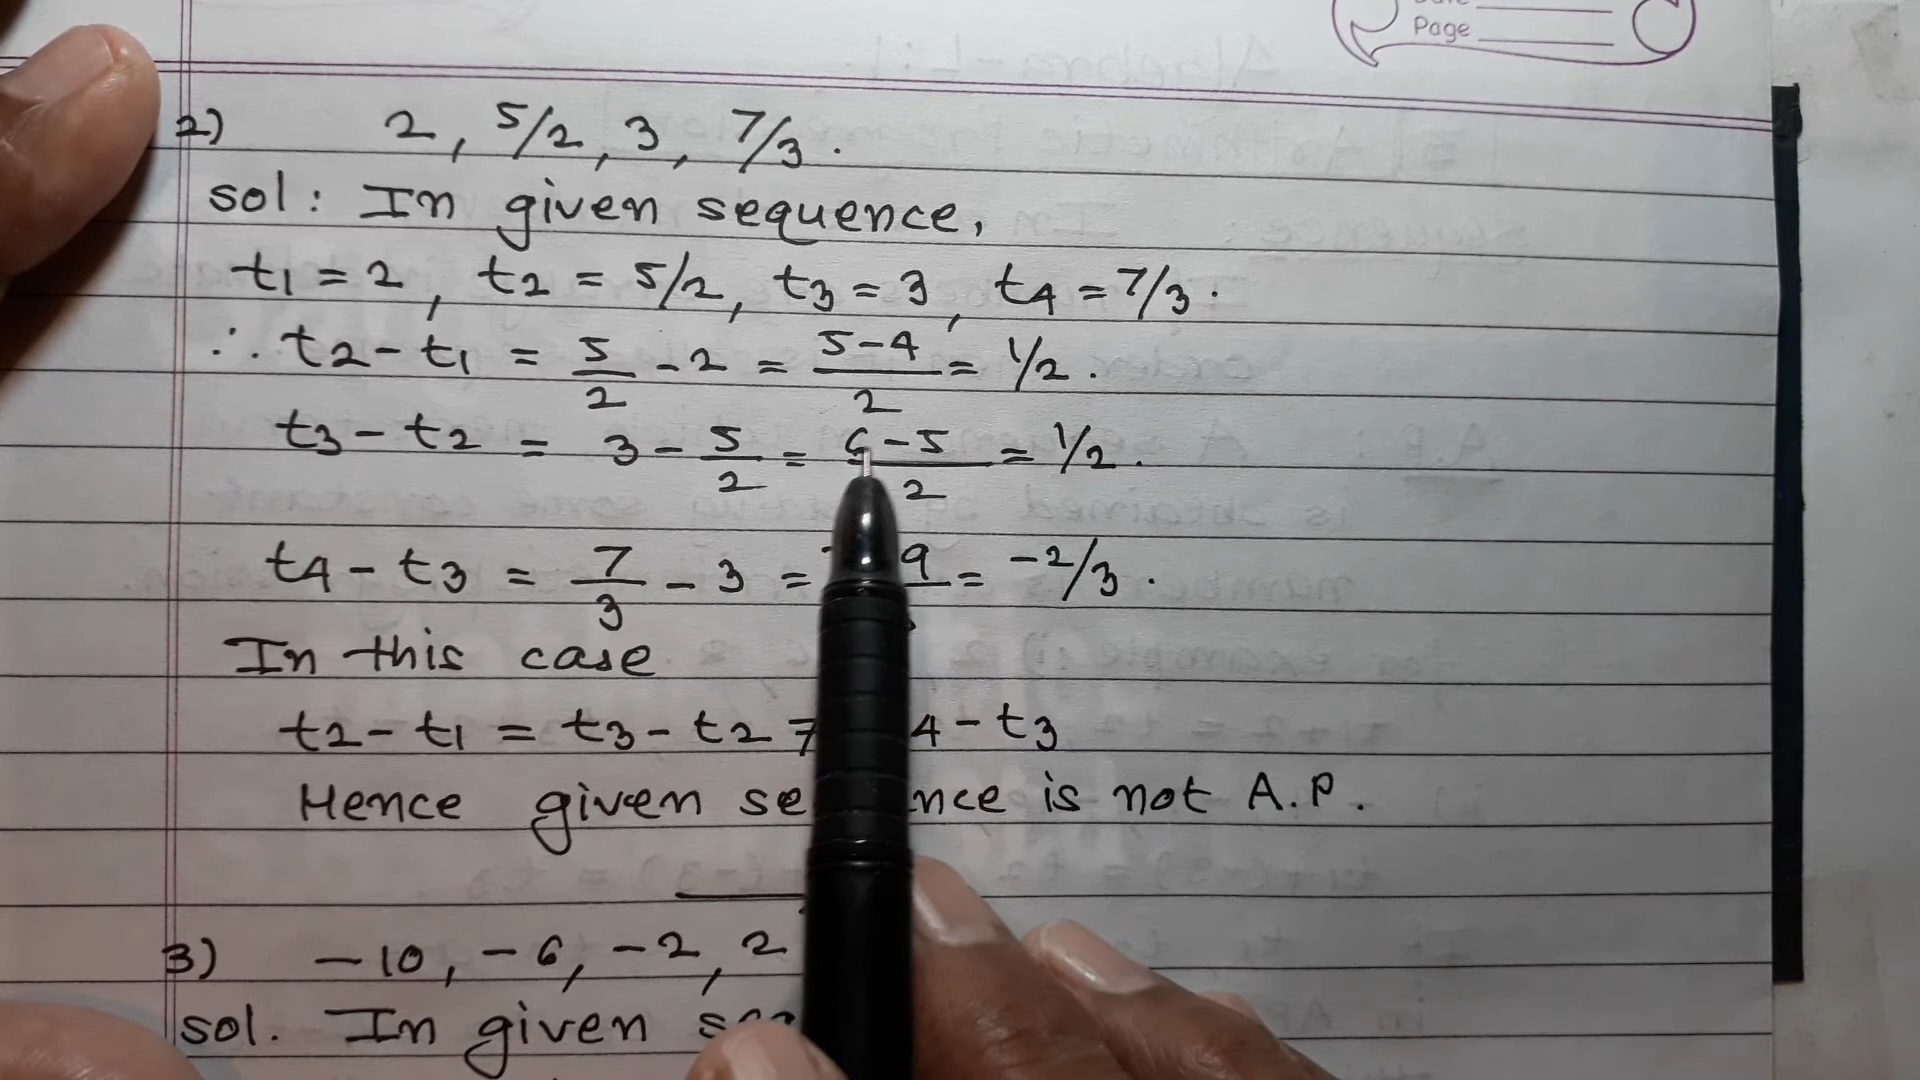 Page
2) 2, 5/2, 3, 7/3.
sol: In given sequence,
t1 = 2, t2 = 5/2, t3 = 3, t4 = 7/3.
∴ t2 - t1 = 5/2 - 2 = 5-4/2 = 1/2.
t3 - t2 = 3 - 5/2 = 6-5/2 = 1/2.
t4 - t3 = 7/3 - 3 = 9 = -2/3.
In this case
t2 - t1 = t3 - t2 4 - t3
Hence given is not A.P.
3) -10, -6, -2, 2
sol. In given